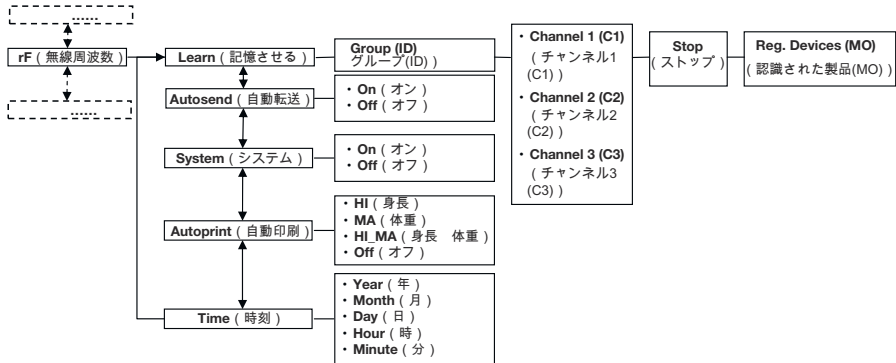 ......
rF ( 無線周波数 )
......
Learn ( 記憶させる )
Group (ID)
グループ(ID) )
• Channel 1 (C1)
( チャンネル1
(C1) )
• Channel 2 (C2)
( チャンネル2
(C2) )
• Channel 3 (C3)
( チャンネル3
(C3) )
Stop
( ストップ )
Reg. Devices (MO)
( 認識された製品(MO) )
Autosend ( 自動転送 )
• On ( オン )
• Off ( オフ )
System ( システム )
• On ( オン )
• Off ( オフ )
Autoprint ( 自動印刷 )
• HI ( 身長 )
• MA ( 体重 )
• HI_MA ( 身長　体重 )
• Off ( オフ )
Time ( 時刻 )
• Year ( 年 )
• Month ( 月 )
• Day ( 日 )
• Hour ( 時 )
• Minute ( 分 )